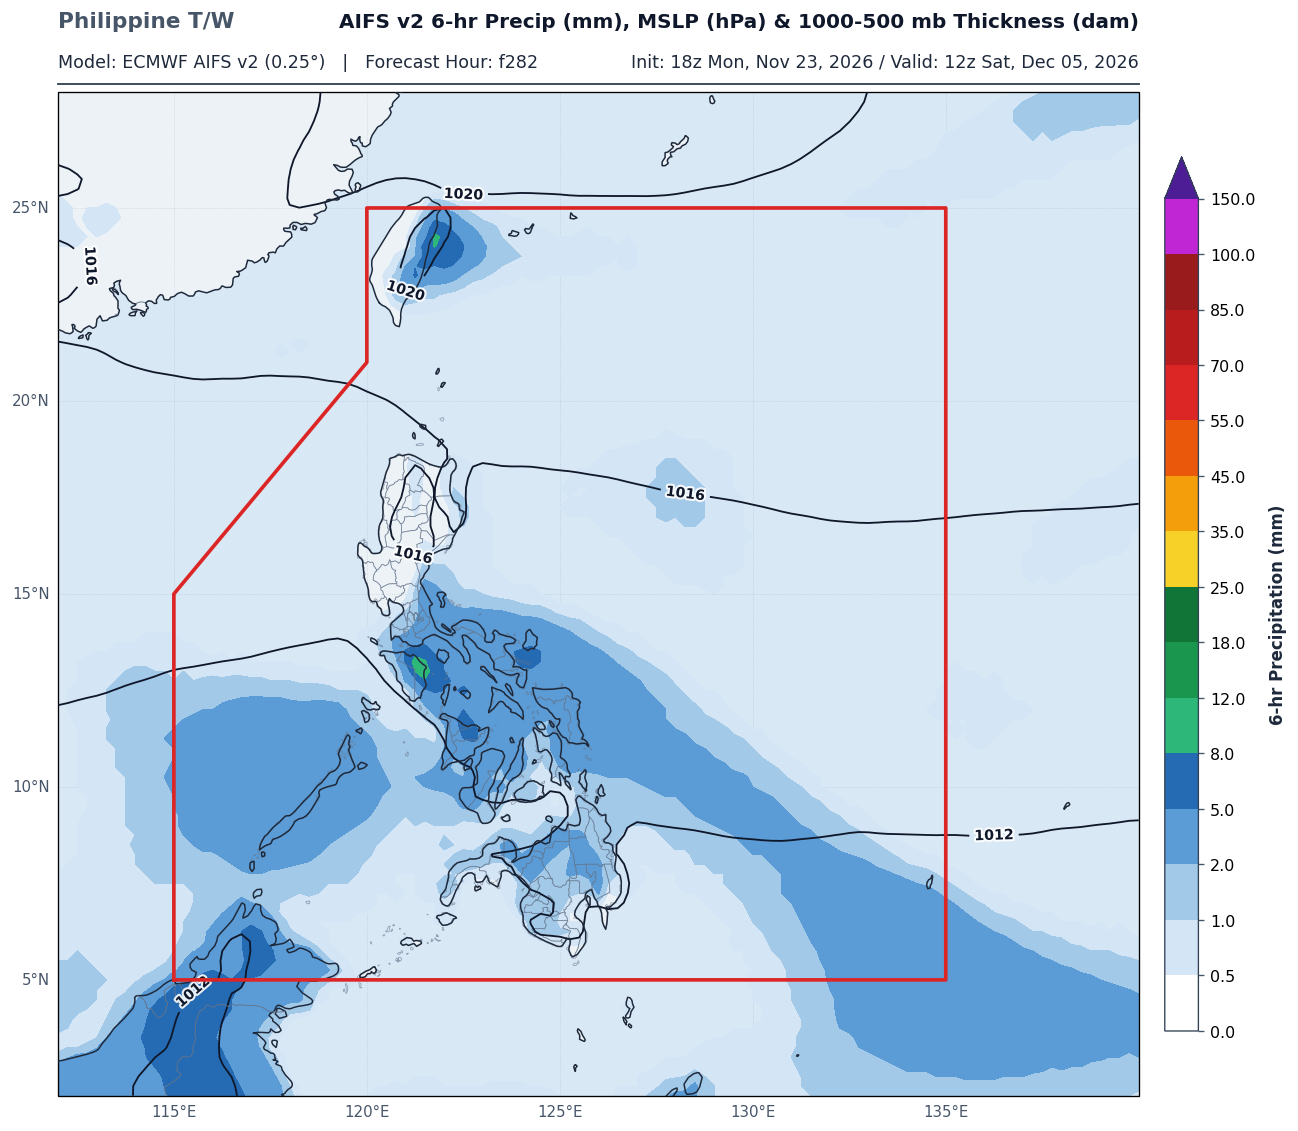 Philippine T/W
AIFS v2 6-hr Precip (mm), MSLP (hPa) & 1000-500 mb Thickness (dam)
Model: ECMWF AIFS v2 (0.25°) | Forecast Hour: f282
Init: 18z Mon, Nov 23, 2026 / Valid: 12z Sat, Dec 05, 2026
25°N
20°N
15°N
10°N
5°N
115°E
120°E
125°E
130°E
135°E
1020
1016
1020
1016
1016
1012
1012
150.0
100.0
85.0
70.0
55.0
45.0
35.0
25.0
18.0
12.0
8.0
5.0
2.0
1.0
0.5
0.0
6-hr Precipitation (mm)